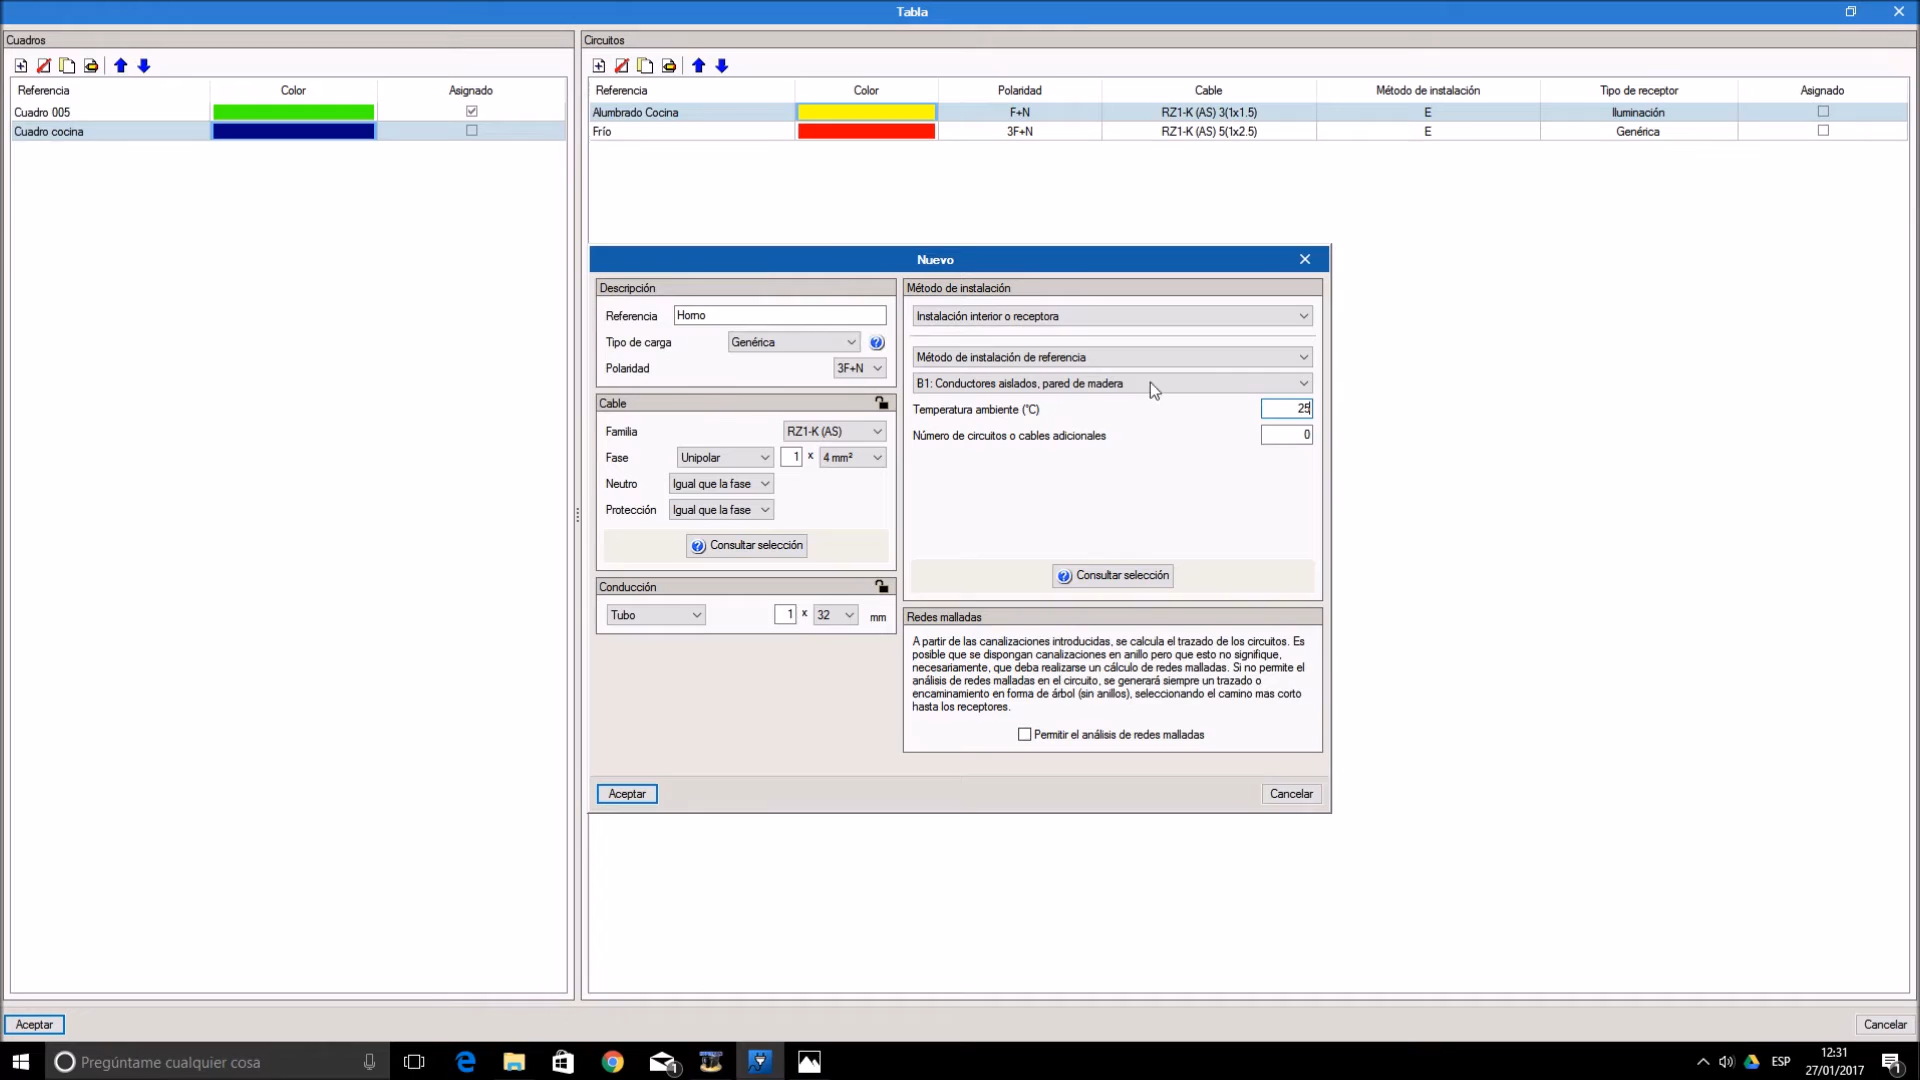 Tabla
Cuadros
Referencia Color Asignado
Cuadro 005
Cuadro cocina
Circuitos
Referencia Color Polaridad Cable Método de instalación Tipo de receptor Asignado
Alumbrado Cocina F+N RZ1-K (AS) 3(1x1.5) E Iluminación
Frío 3F+N RZ1-K (AS) 5(1x2.5) E Genérica
Nuevo
Descripción
Referencia Horno
Tipo de carga Genérica
Polaridad 3F+N
Cable
Familia RZ1-K (AS)
Fase Unipolar 1 x 4 mm²
Neutro Igual que la fase
Protección Igual que la fase
Consultar selección
Conducción
Tubo 1 x 32 mm
Método de instalación
Instalación interior o receptora
Método de instalación de referencia
B1: Conductores aislados, pared de madera
Temperatura ambiente (°C) 25
Número de circuitos o cables adicionales 0
Consultar selección
Redes malladas
A partir de las canalizaciones introducidas, se calcula el trazado de los circuitos. Es
posible que se dispongan canalizaciones en anillo pero que esto no signifique,
necesariamente, que deba realizarse un cálculo de redes malladas. Si no permite el
análisis de redes malladas en el circuito, se generará siempre un trazado o
encaminamiento en forma de árbol (sin anillos), seleccionando el camino mas corto
hasta los receptores.
Permitir el análisis de redes malladas
Aceptar Cancelar
Aceptar Cancelar
Pregúntame cualquier cosa
1
ESP
12:31
27/01/2017
1